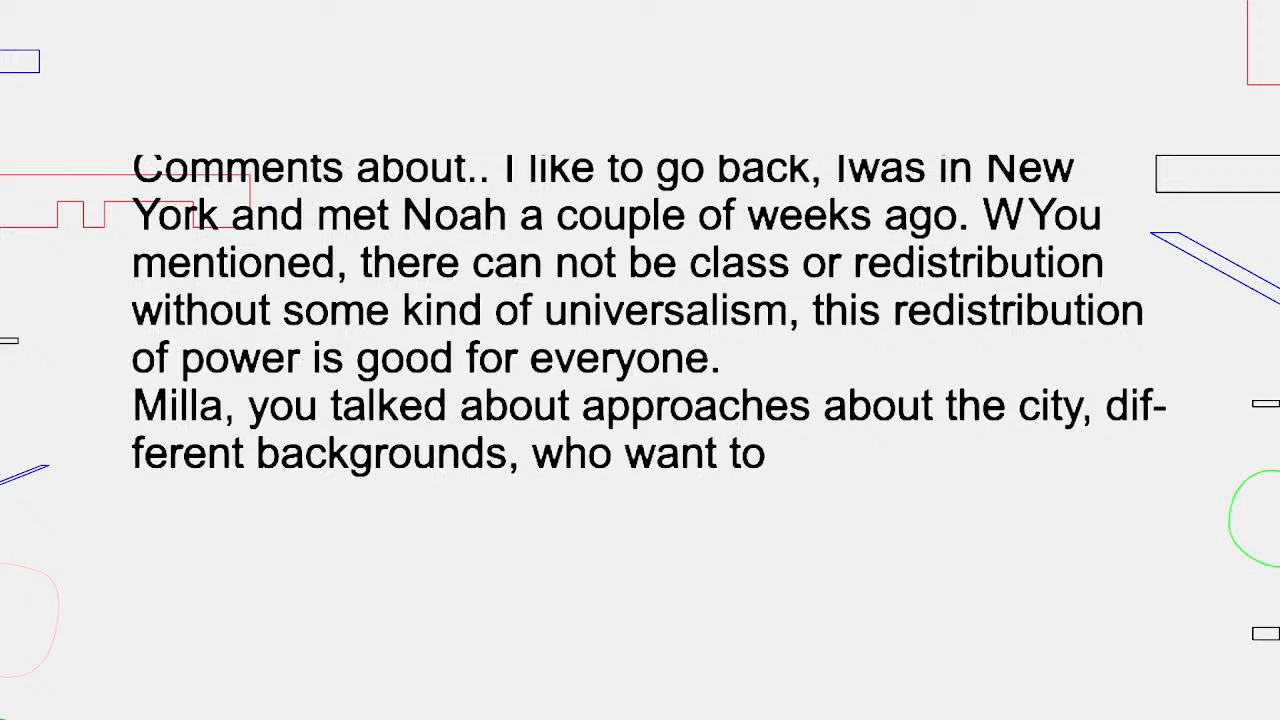 Comments about.. I like to go back, Iwas in New
York and met Noah a couple of weeks ago. WYou
mentioned, there can not be class or redistribution
without some kind of universalism, this redistribution
of power is good for everyone.
Milla, you talked about approaches about the city, dif-
ferent backgrounds, who want to